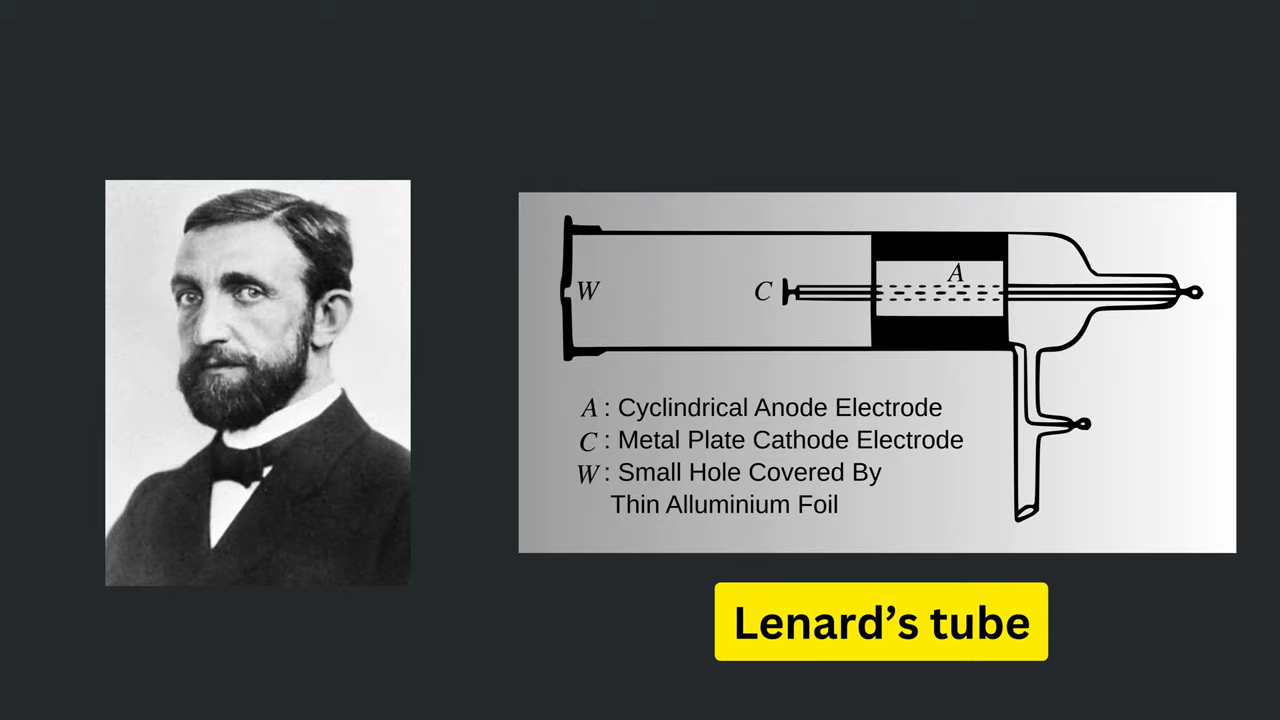 W
C
A
A : Cyclindrical Anode Electrode
C : Metal Plate Cathode Electrode
W : Small Hole Covered By
Thin Alluminium Foil
Lenard’s tube